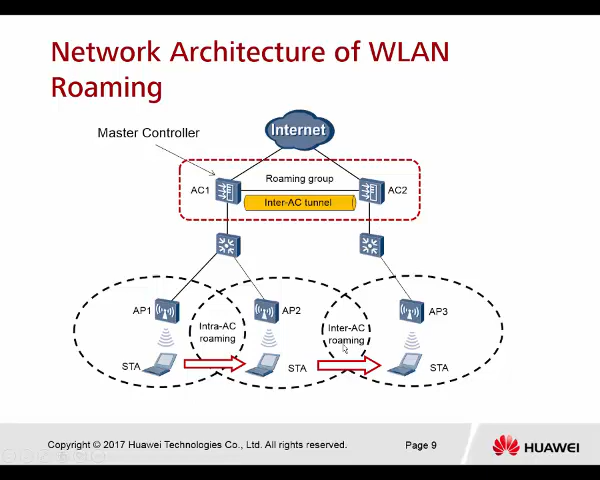 Network Architecture of WLAN
Roaming
Internet
Master Controller
Roaming group
AC1
AC2
Inter-AC tunnel
AP1
AP2
AP3
Intra-AC
roaming
Inter-AC
roaming
STA
STA
STA
Copyright © 2017 Huawei Technologies Co., Ltd. All rights reserved.
Page 9
HUAWEI